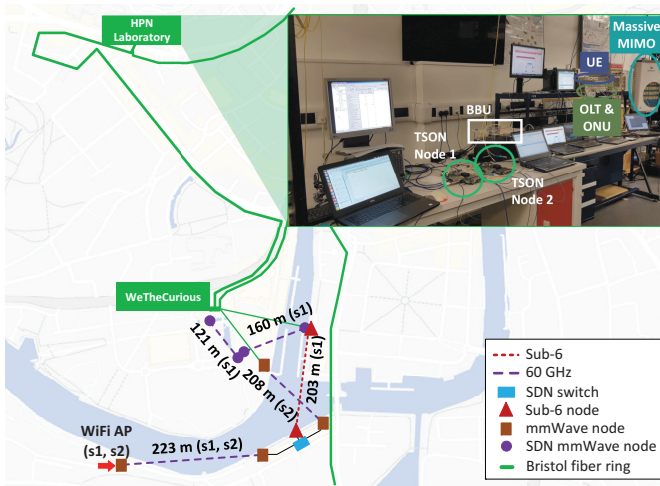 HPN
Laboratory
Massive
MIMO
UE
BBU
OLT &
ONU
TSON
Node 1
TSON
Node 2
WeTheCurious
160 m (s1)
121 m (s1)
208 m (s2)
203 m (s1)
WiFi AP
(s1, s2)
223 m (s1, s2)
Sub-6
60 GHz
SDN switch
Sub-6 node
mmWave node
SDN mmWave node
Bristol fiber ring